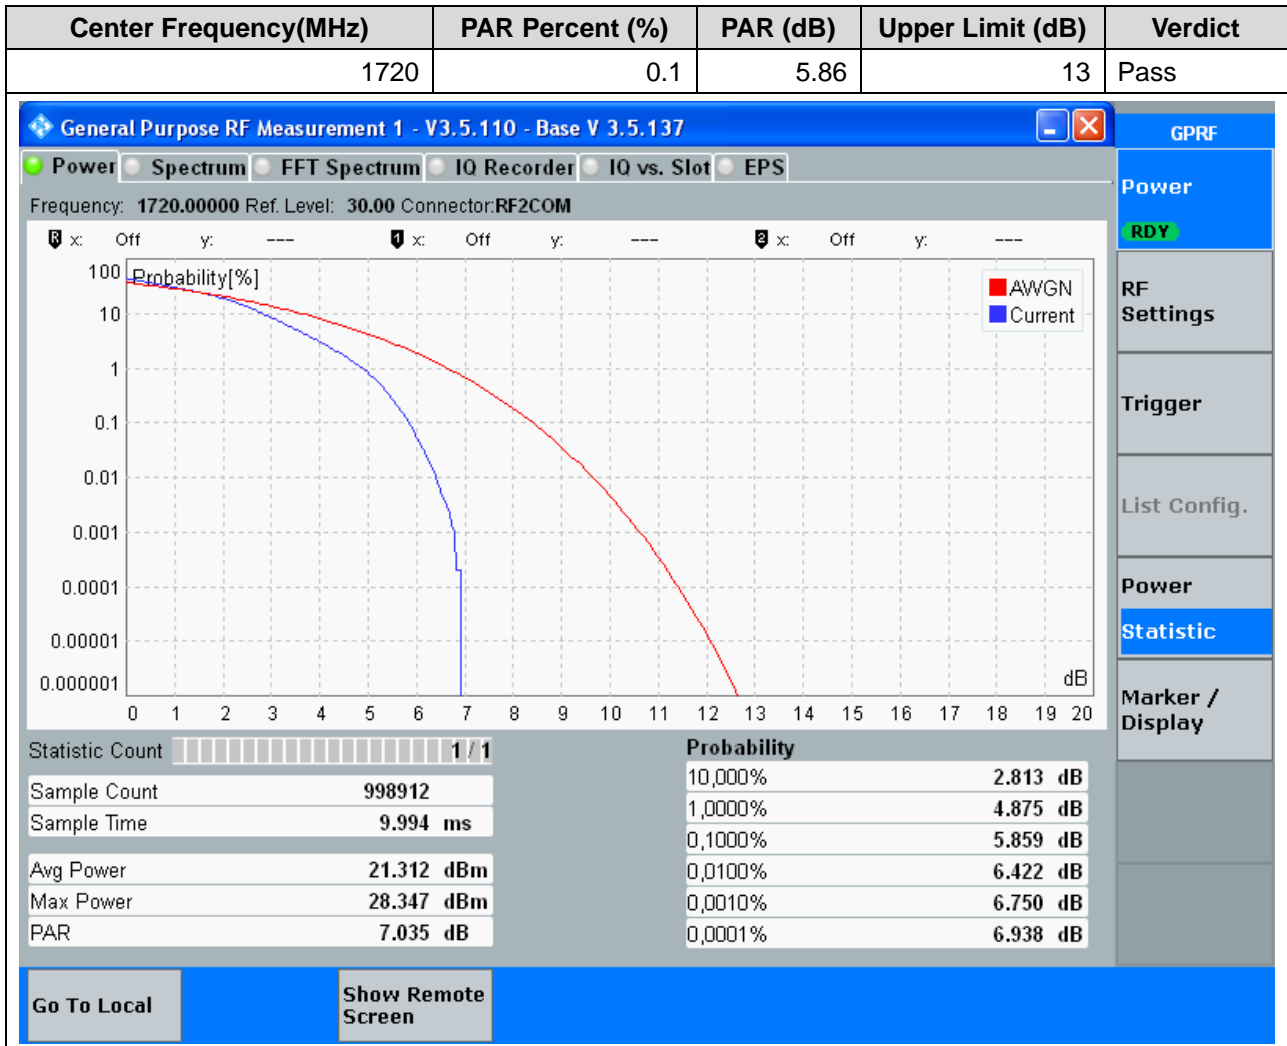 Center Frequency(MHz) PAR Percent (%) PAR (dB) Upper Limit (dB) Verdict
1720 0.1 5.86 13 Pass
General Purpose RF Measurement 1 - V3.5.110 - Base V 3.5.137
GPRF
Power Spectrum FFT Spectrum IQ Recorder IQ vs. Slot EPS
Frequency: 1720.00000 Ref. Level: 30.00 Connector:RF2COM
R x: Off y: --- 1 x: Off y: --- 2 x: Off y: ---
Probability[%]
AWGN
Current
100
10
1
0.1
0.01
0.001
0.0001
0.00001
0.000001
dB
0 1 2 3 4 5 6 7 8 9 10 11 12 13 14 15 16 17 18 19 20
Statistic Count 1 / 1
Sample Count 998912
Sample Time 9.994 ms
Avg Power 21.312 dBm
Max Power 28.347 dBm
PAR 7.035 dB
Probability
10,000% 2.813 dB
1,0000% 4.875 dB
0,1000% 5.859 dB
0,0100% 6.422 dB
0,0010% 6.750 dB
0,0001% 6.938 dB
Power
RDY
RF
Settings
Trigger
List Config.
Power
Statistic
Marker /
Display
Go To Local
Show Remote
Screen